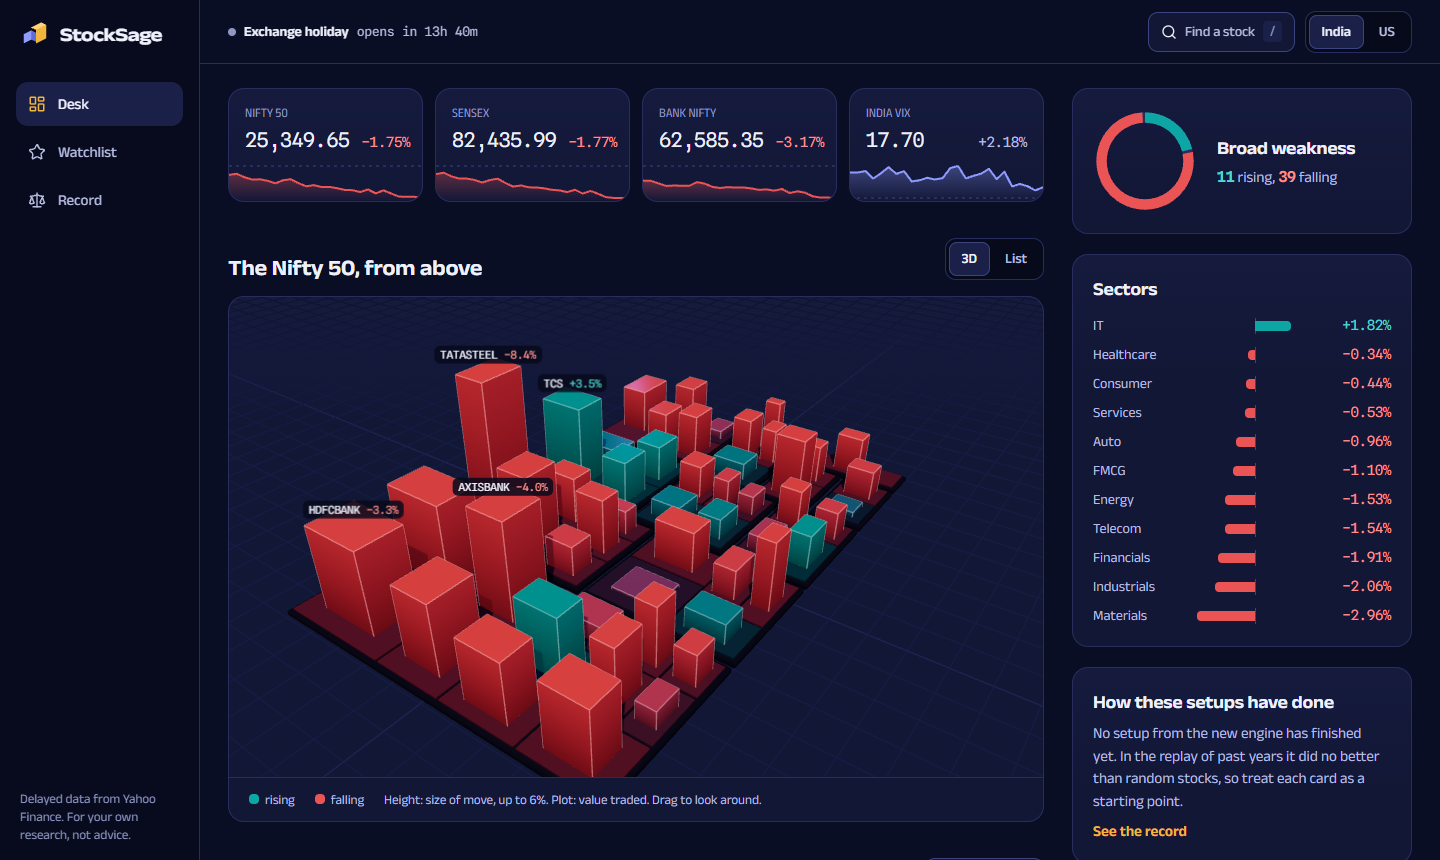 StockSage
Exchange holiday opens in 13h 40m
Find a stock /
India US
Desk
Watchlist
Record
NIFTY 50
25,349.65 −1.75%
SENSEX
82,435.99 −1.77%
BANK NIFTY
62,585.35 −3.17%
INDIA VIX
17.70 +2.18%
Broad weakness
11 rising, 39 falling
The Nifty 50, from above
3D List
TATASTEEL −8.4%
TCS +3.5%
AXISBANK −4.0%
HDFCBANK −3.3%
rising falling Height: size of move, up to 6%. Plot: value traded. Drag to look around.
Sectors
IT +1.82%
Healthcare −0.34%
Consumer −0.44%
Services −0.53%
Auto −0.96%
FMCG −1.10%
Energy −1.53%
Telecom −1.54%
Financials −1.91%
Industrials −2.06%
Materials −2.96%
How these setups have done
No setup from the new engine has finished
yet. In the replay of past years it did no better
than random stocks, so treat each card as a
starting point.
See the record
Delayed data from Yahoo
Finance. For your own
research, not advice.